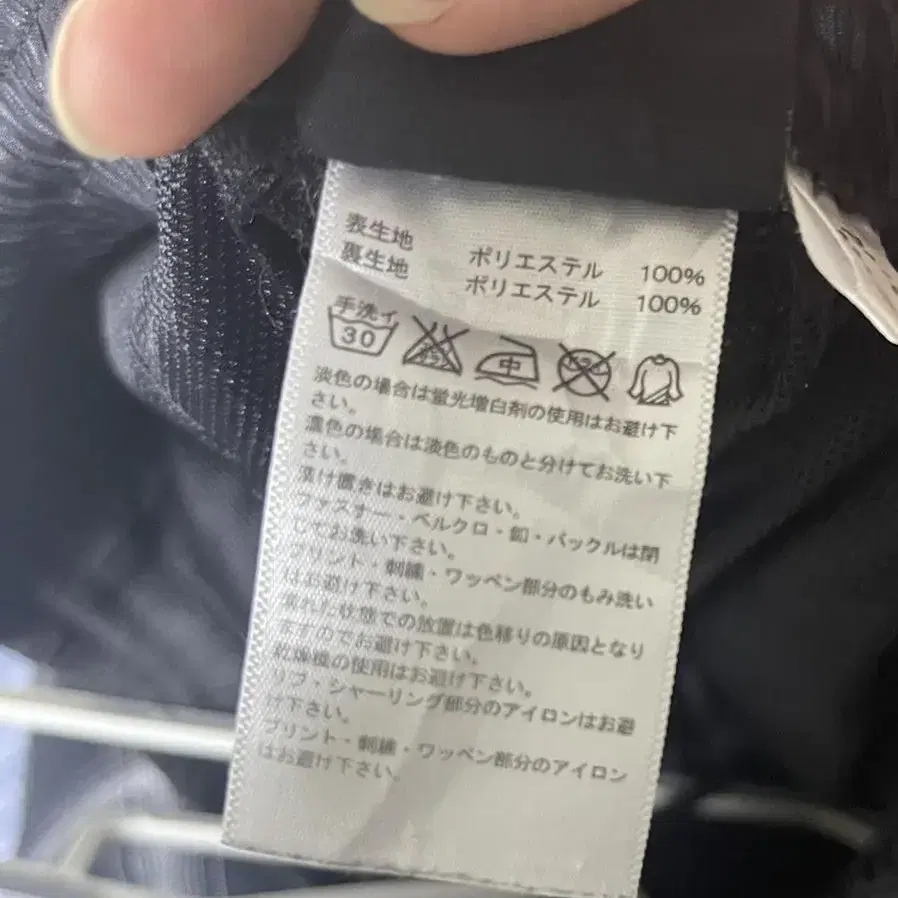 表生地 ポリエステル 100%
裏生地 ポリエステル 100%
手洗イ
30
中
淡色の場合は蛍光増白剤の使用はお避け下
さい。
濃色の場合は淡色のものと分けてお洗い下
さい。
漬け置きはお避け下さい。
ファスナー・ベルクロ・釦・バックルは閉
じてお洗い下さい。
プリント・刺繍・ワッペン部分のもみ洗い
はお避け下さい。
濡れた状態での放置は色移りの原因となり
ますのでお避け下さい。
乾燥機の使用はお避け下さい。
リブ・シャーリング部分のアイロンはお避
け下さい。
プリント・刺繍・ワッペン部分のアイロン
はお避け下さい。